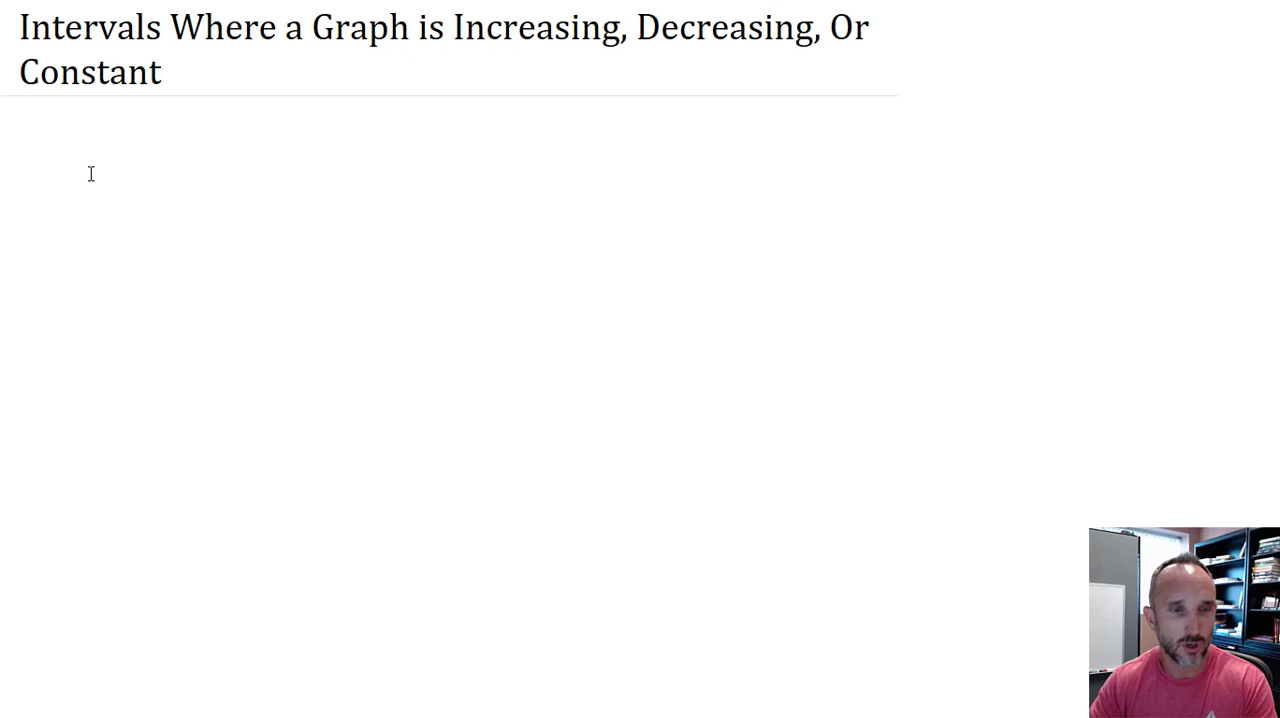 Intervals Where a Graph is Increasing, Decreasing, Or
Constant